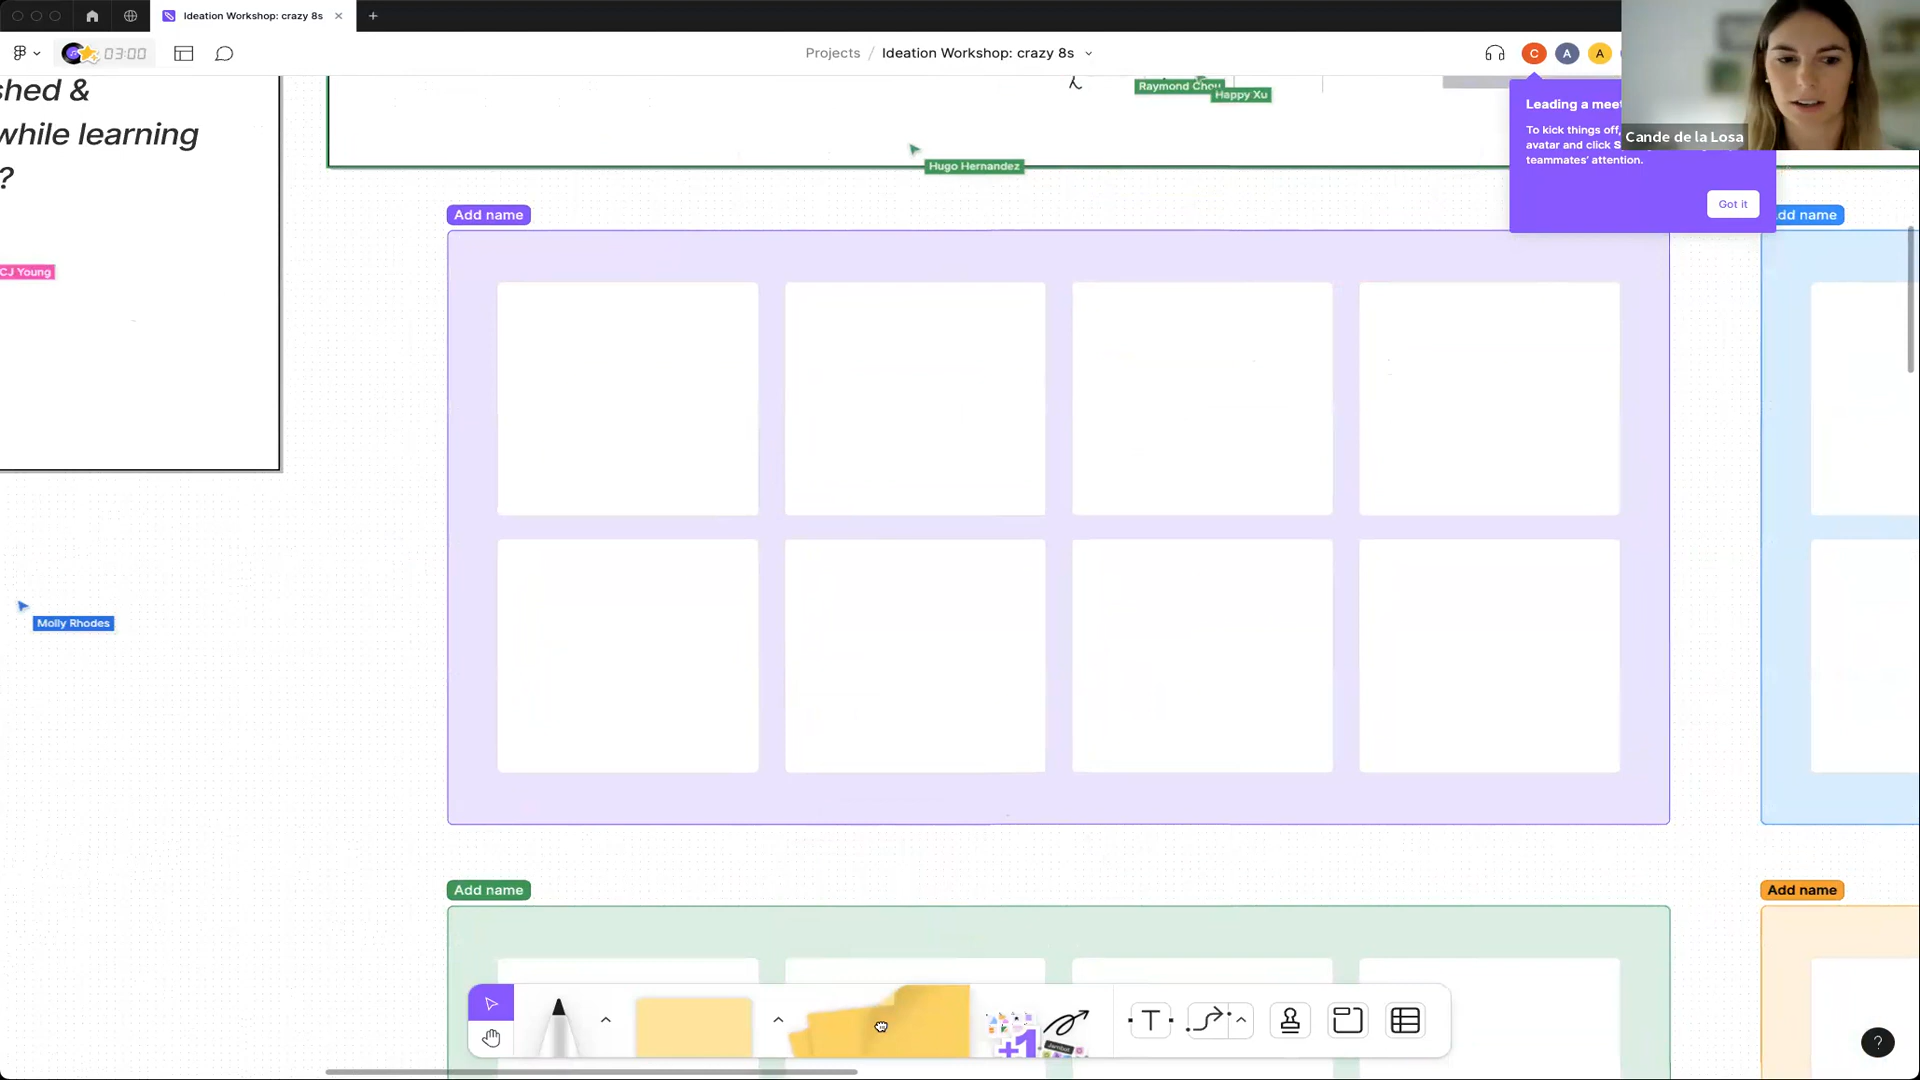 Ideation Workshop: crazy 8s
03:00
Projects / Ideation Workshop: crazy 8s
C
A
A
Cande de la Losa
Leading a meet
To kick things off,
avatar and click S
teammates' attention.
Got it
shed &
while learning
?
Raymond Chou
Happy Xu
Hugo Hernandez
CJ Young
Molly Rhodes
Add name
dd name
Add name
Add name
+1
T
?